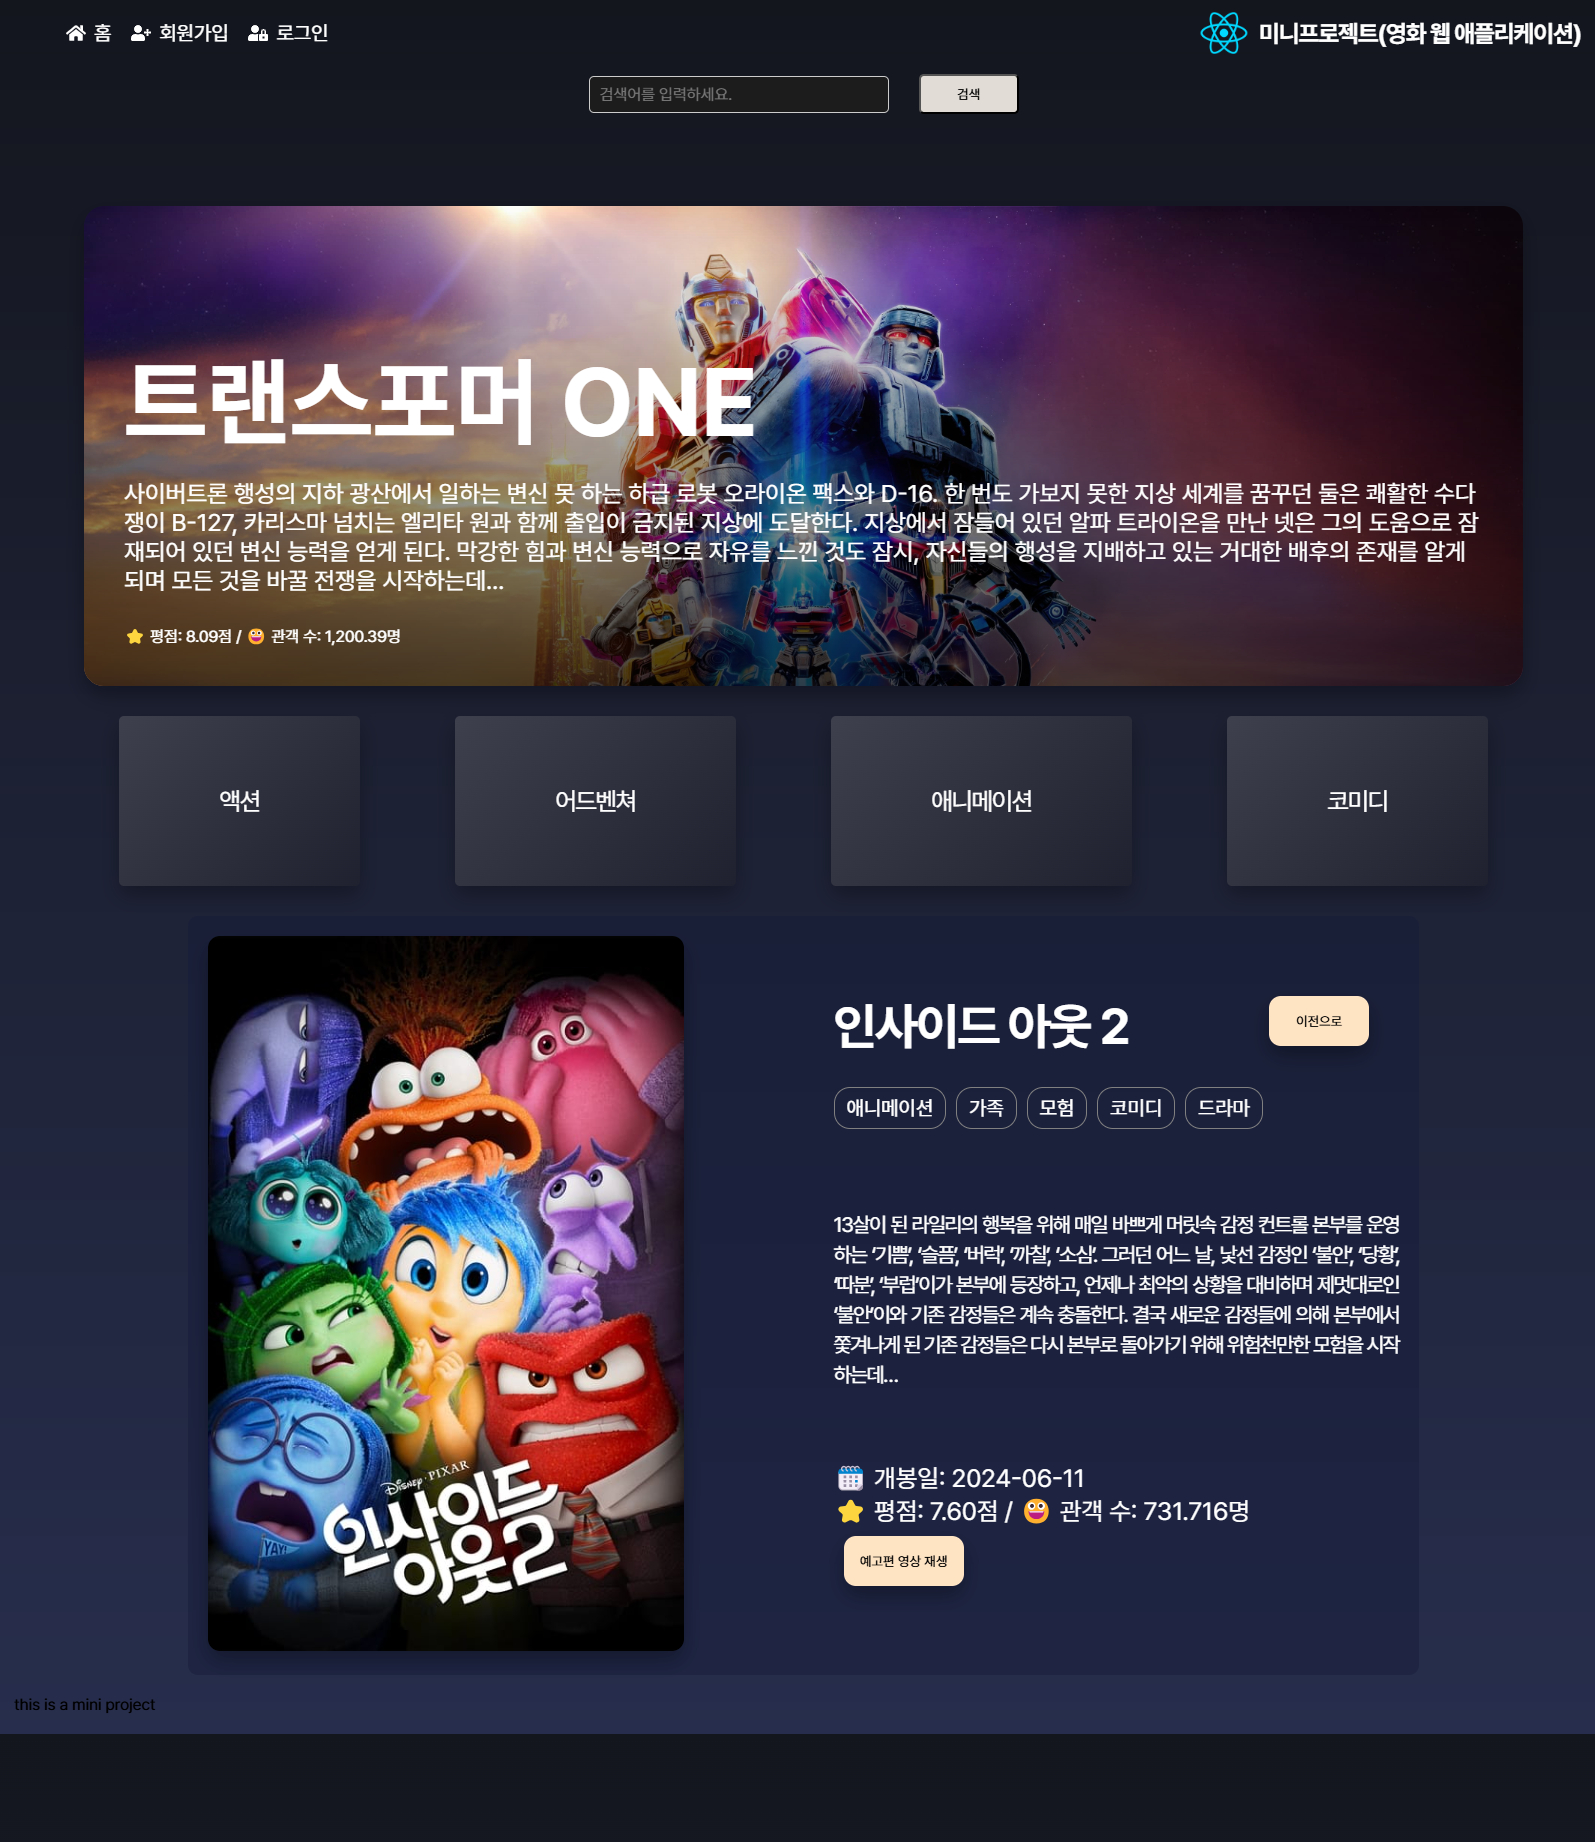 홈 회원가입 로그인 미니프로젝트(영화 웹 애플리케이션)
검색어를 입력하세요. 검색
트랜스포머 ONE
사이버트론 행성의 지하 광산에서 일하는 변신 못 하는 하급 로봇 오라이온 팩스와 D-16. 한 번도 가보지 못한 지상 세계를 꿈꾸던 둘은 쾌활한 수다
쟁이 B-127, 카리스마 넘치는 엘리타 원과 함께 출입이 금지된 지상에 도달한다. 지상에서 잠들어 있던 알파 트라이온을 만난 넷은 그의 도움으로 잠
재되어 있던 변신 능력을 얻게 된다. 막강한 힘과 변신 능력으로 자유를 느낀 것도 잠시, 자신들의 행성을 지배하고 있는 거대한 배후의 존재를 알게
되며 모든 것을 바꿀 전쟁을 시작하는데…
⭐ 평점: 8.09점 / 😃 관객 수: 1,200.39명
액션 어드벤쳐 애니메이션 코미디
인사이드 아웃 2 이전으로
애니메이션 가족 모험 코미디 드라마
13살이 된 라일리의 행복을 위해 매일 바쁘게 머릿속 감정 컨트롤 본부를 운영
하는 ‘기쁨’, ‘슬픔’, ‘버럭’, ‘까칠’, ‘소심’. 그러던 어느 날, 낯선 감정인 ‘불안’, ‘당황’,
‘따분’, ‘부럽’이가 본부에 등장하고, 언제나 최악의 상황을 대비하며 제멋대로인
‘불안’이와 기존 감정들은 계속 충돌한다. 결국 새로운 감정들에 의해 본부에서
쫓겨나게 된 기존 감정들은 다시 본부로 돌아가기 위해 위험천만한 모험을 시작
하는데…
🗓 개봉일: 2024-06-11
⭐ 평점: 7.60점 / 😃 관객 수: 731.716명
예고편 영상 재생
DISNEY · PIXAR
인사이드
아웃2
YAY!
this is a mini project